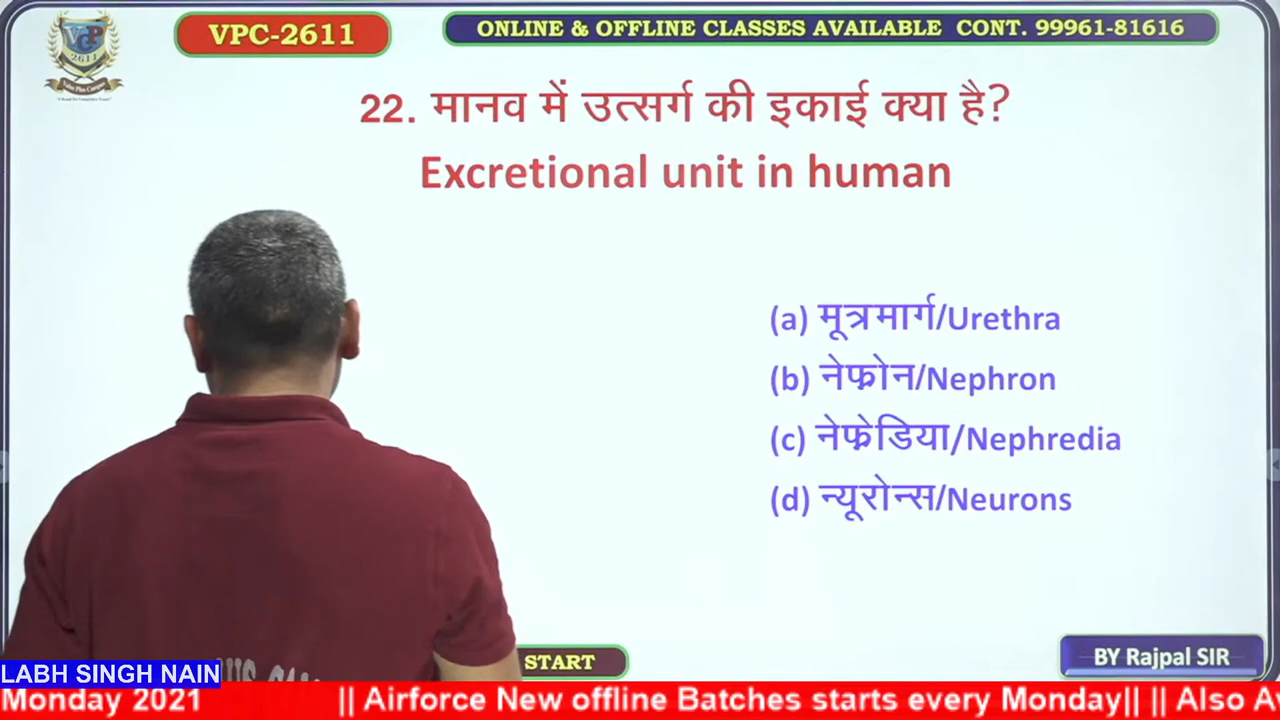 VPC-2611
ONLINE & OFFLINE CLASSES AVAILABLE CONT. 99961-81616
VCP
2611
22. मानव में उत्सर्ग की इकाई क्या है?
Excretional unit in human
(a) मूत्रमार्ग/Urethra
(b) नेफ्रोन/Nephron
(c) नेफ्रेडिया/Nephredia
(d) न्यूरोन्स/Neurons
START
BY Rajpal SIR
LABH SINGH NAIN
Monday 2021 || Airforce New offline Batches starts every Monday|| || Also Av